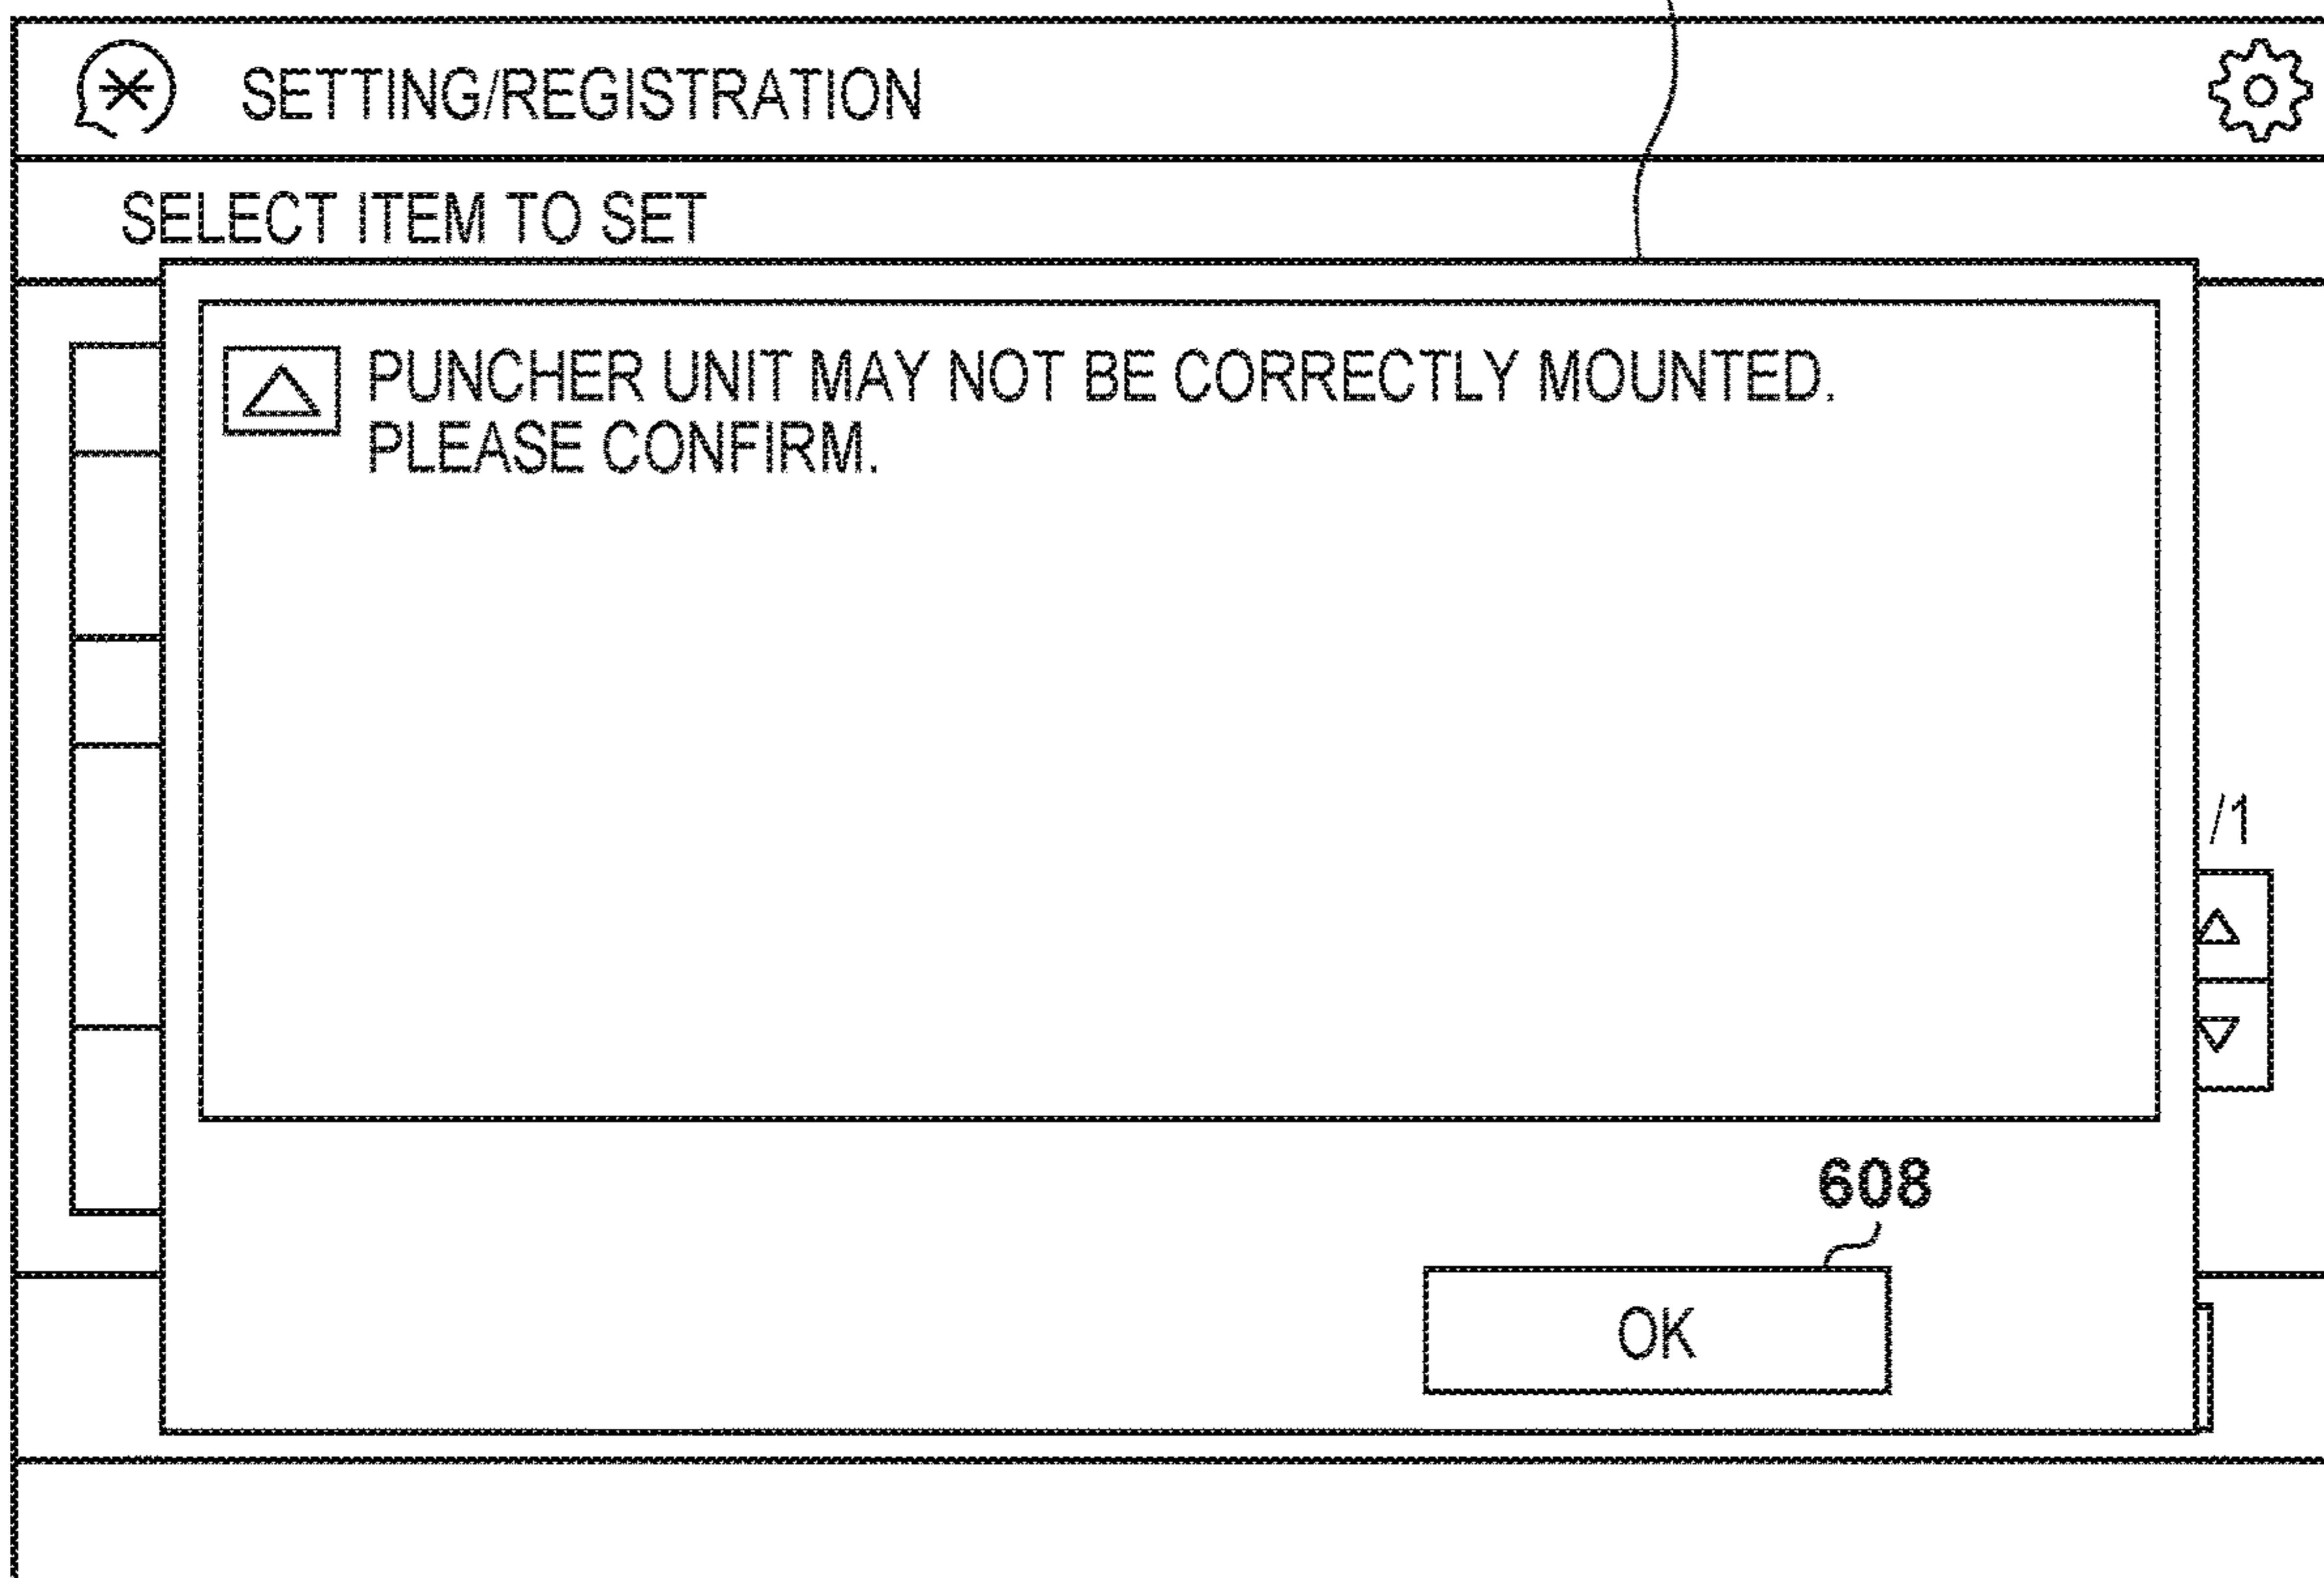 SETTING/REGISTRATION
SELECT ITEM TO SET
PUNCHER UNIT MAY NOT BE CORRECTLY MOUNTED.
PLEASE CONFIRM.
/1
608
OK